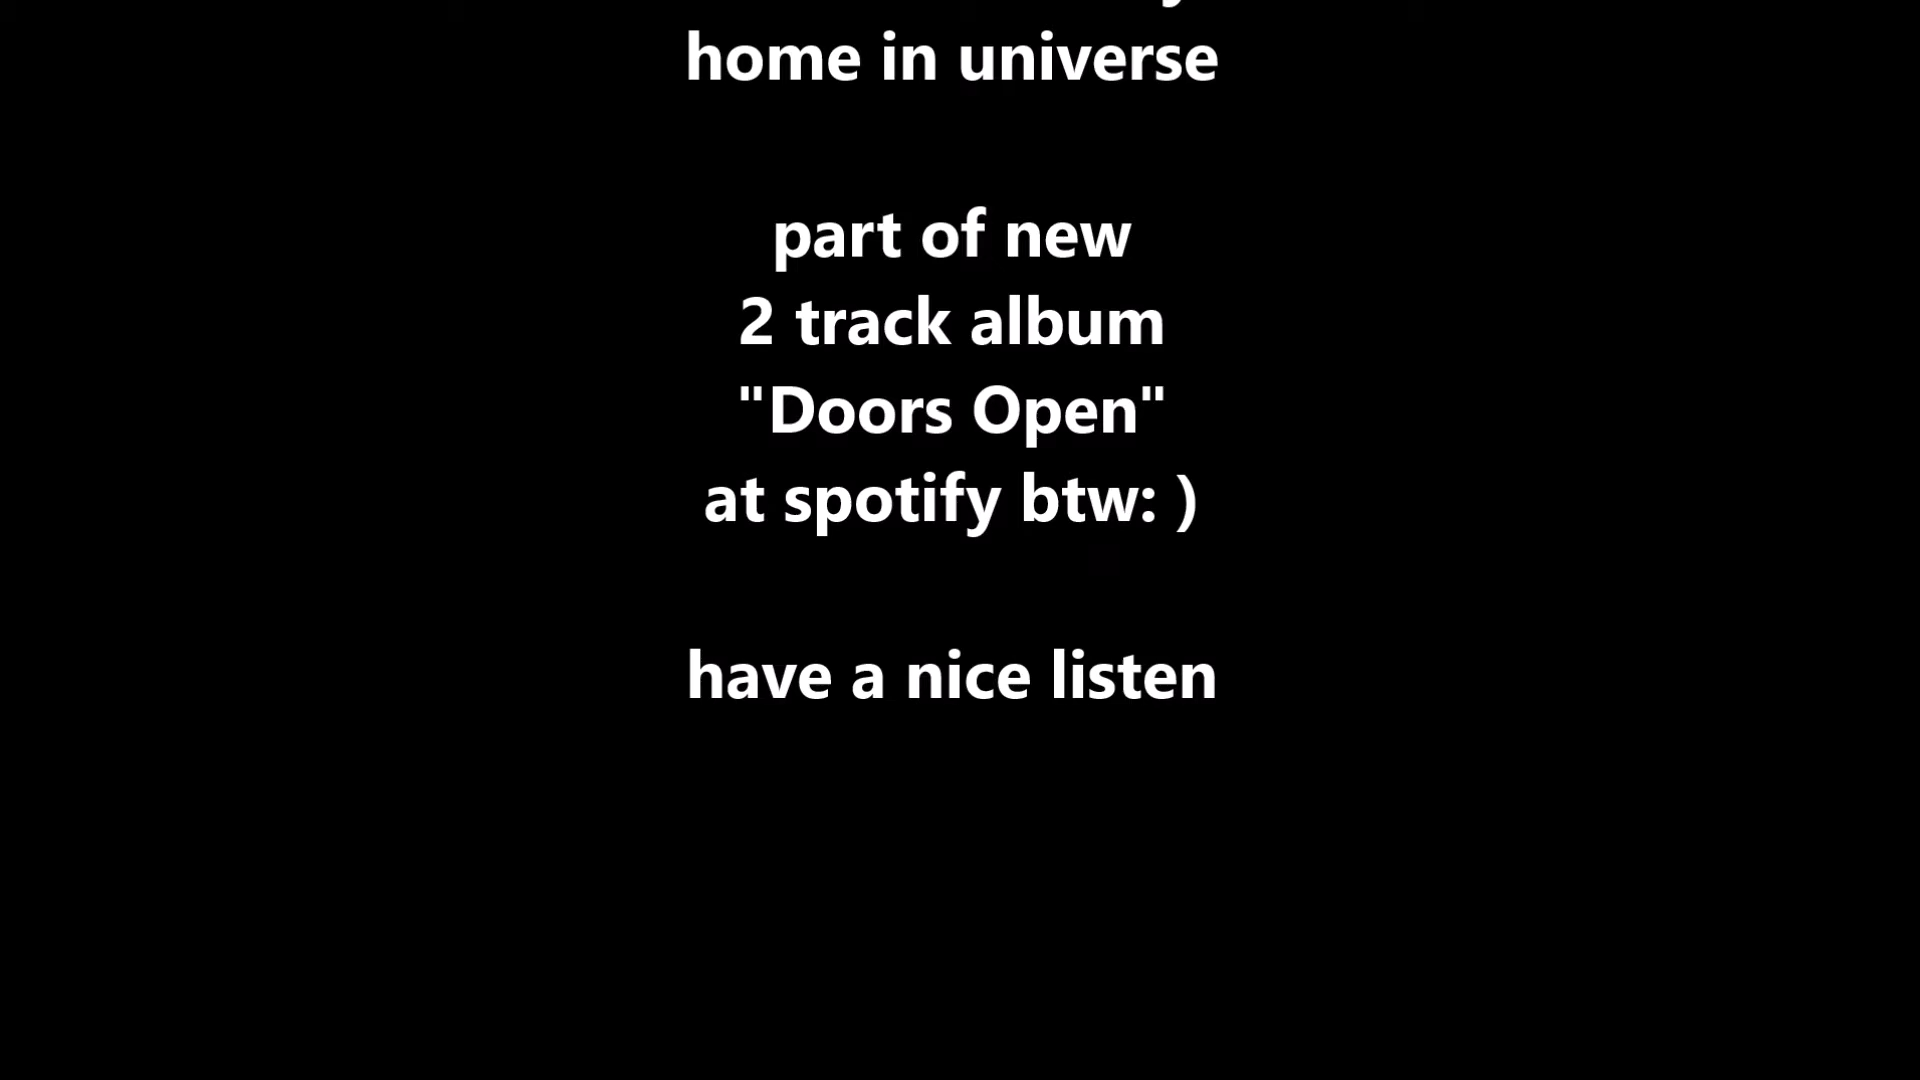 home in universe
part of new
2 track album
"Doors Open"
at spotify btw: )
have a nice listen